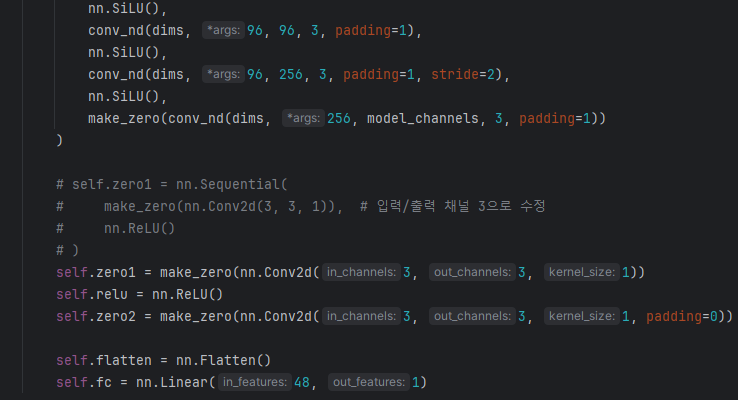 nn.SiLU(),
conv_nd(dims, *args: 96, 96, 3, padding=1),
nn.SiLU(),
conv_nd(dims, *args: 96, 256, 3, padding=1, stride=2),
nn.SiLU(),
make_zero(conv_nd(dims, *args: 256, model_channels, 3, padding=1))
)
# self.zero1 = nn.Sequential(
#     make_zero(nn.Conv2d(3, 3, 1)),  # 입력/출력 채널 3으로 수정
#     nn.ReLU()
# )
self.zero1 = make_zero(nn.Conv2d( in_channels: 3, out_channels: 3, kernel_size: 1))
self.relu = nn.ReLU()
self.zero2 = make_zero(nn.Conv2d( in_channels: 3, out_channels: 3, kernel_size: 1, padding=0))
self.flatten = nn.Flatten()
self.fc = nn.Linear( in_features: 48, out_features: 1)